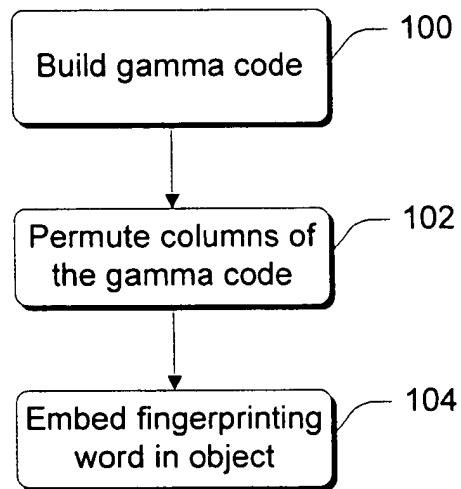 Build gamma code
100
Permute columns of
the gamma code
102
Embed fingerprinting
word in object
104